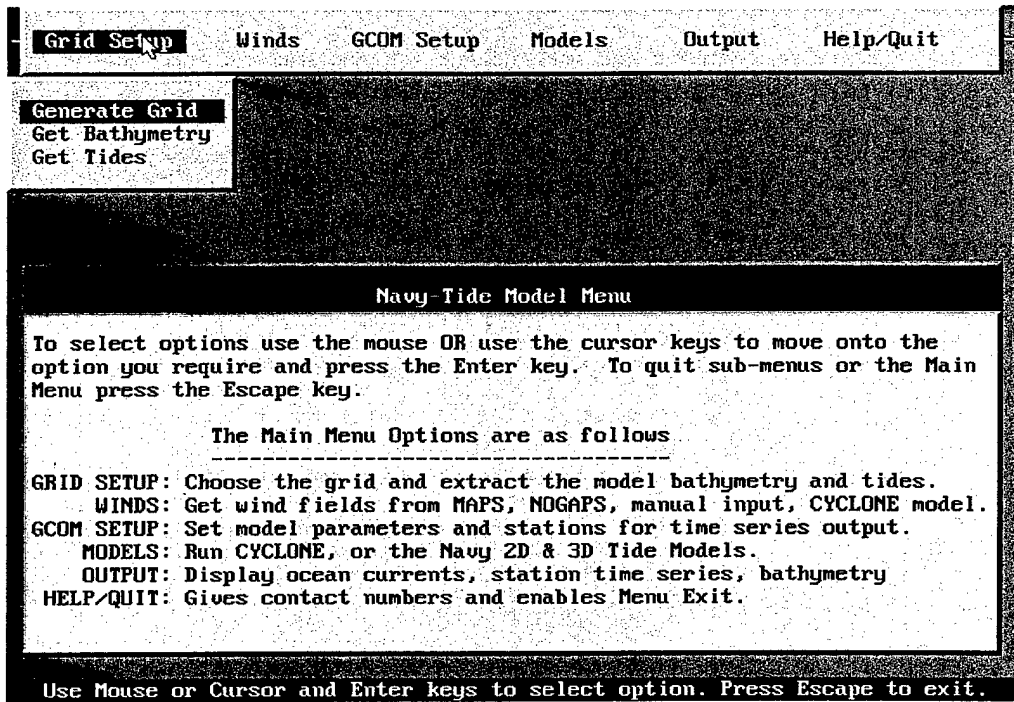 Grid Setup Winds GCOM Setup Models Output Help/Quit
Generate Grid
Get Bathymetry
Get Tides
Navy-Tide Model Menu
To select options use the mouse OR use the cursor keys to move onto the
option you require and press the Enter key. To quit sub-menus or the Main
Menu press the Escape key.
The Main Menu Options are as follows
------------------------------------
GRID SETUP: Choose the grid and extract the model bathymetry and tides.
WINDS: Get wind fields from MAPS, NOGAPS, manual input, CYCLONE model.
GCOM SETUP: Set model parameters and stations for time series output.
MODELS: Run CYCLONE, or the Navy 2D & 3D Tide Models.
OUTPUT: Display ocean currents, station time series, bathymetry
HELP/QUIT: Gives contact numbers and enables Menu Exit.
Use Mouse or Cursor and Enter keys to select option. Press Escape to exit.